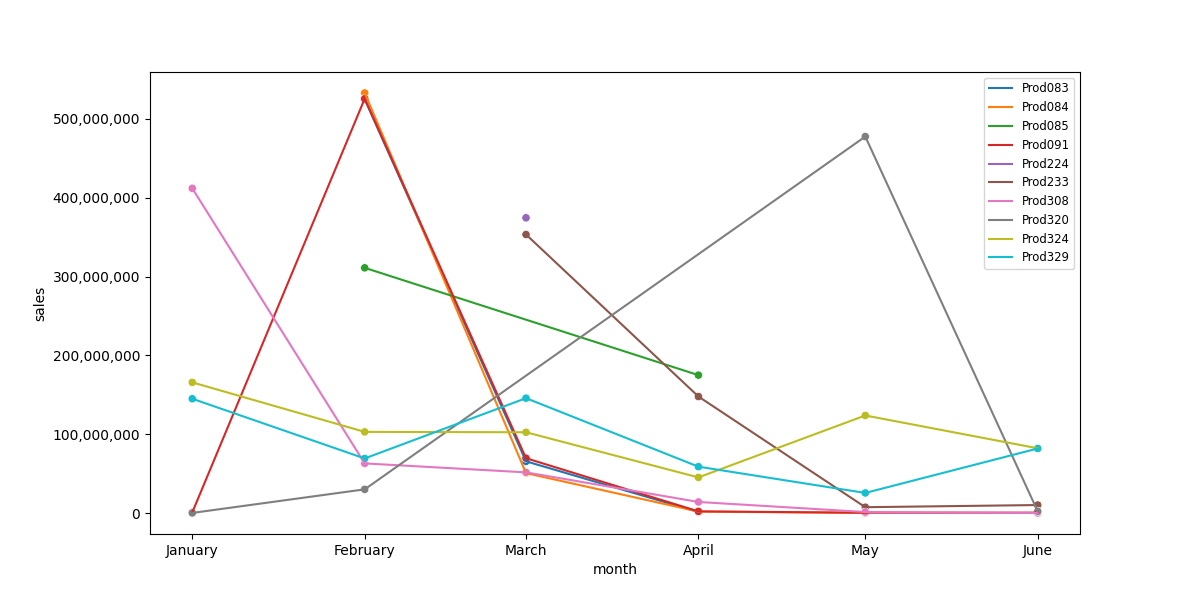 500,000,000
400,000,000
300,000,000
200,000,000
100,000,000
0
sales
January February March April May June
month
Prod083
Prod084
Prod085
Prod091
Prod224
Prod233
Prod308
Prod320
Prod324
Prod329